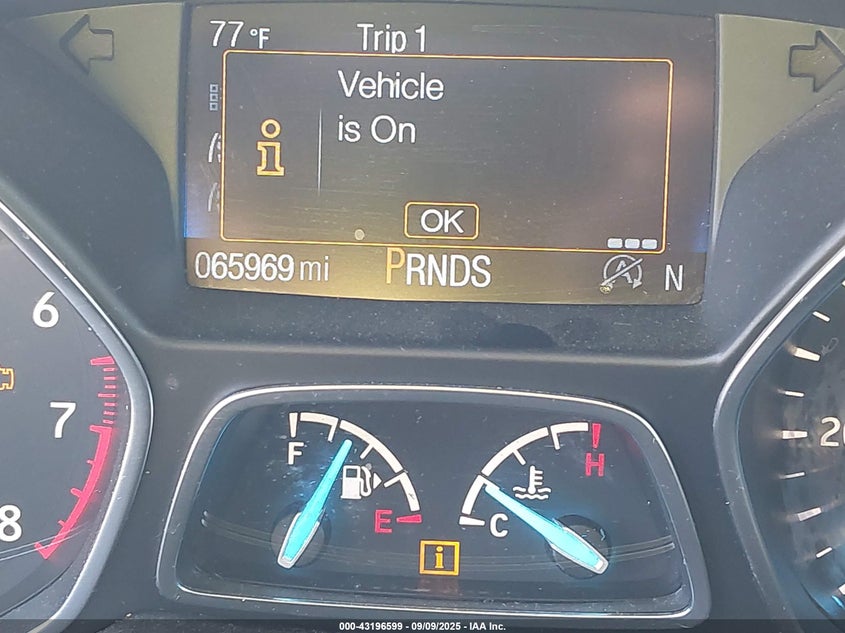 77 °F Trip 1
Vehicle
is On
i
OK
065969 mi PRNDS A N
6
7
8
F
E
H
C
i
20
000-43196599 - 09/09/2025 - IAA Inc.